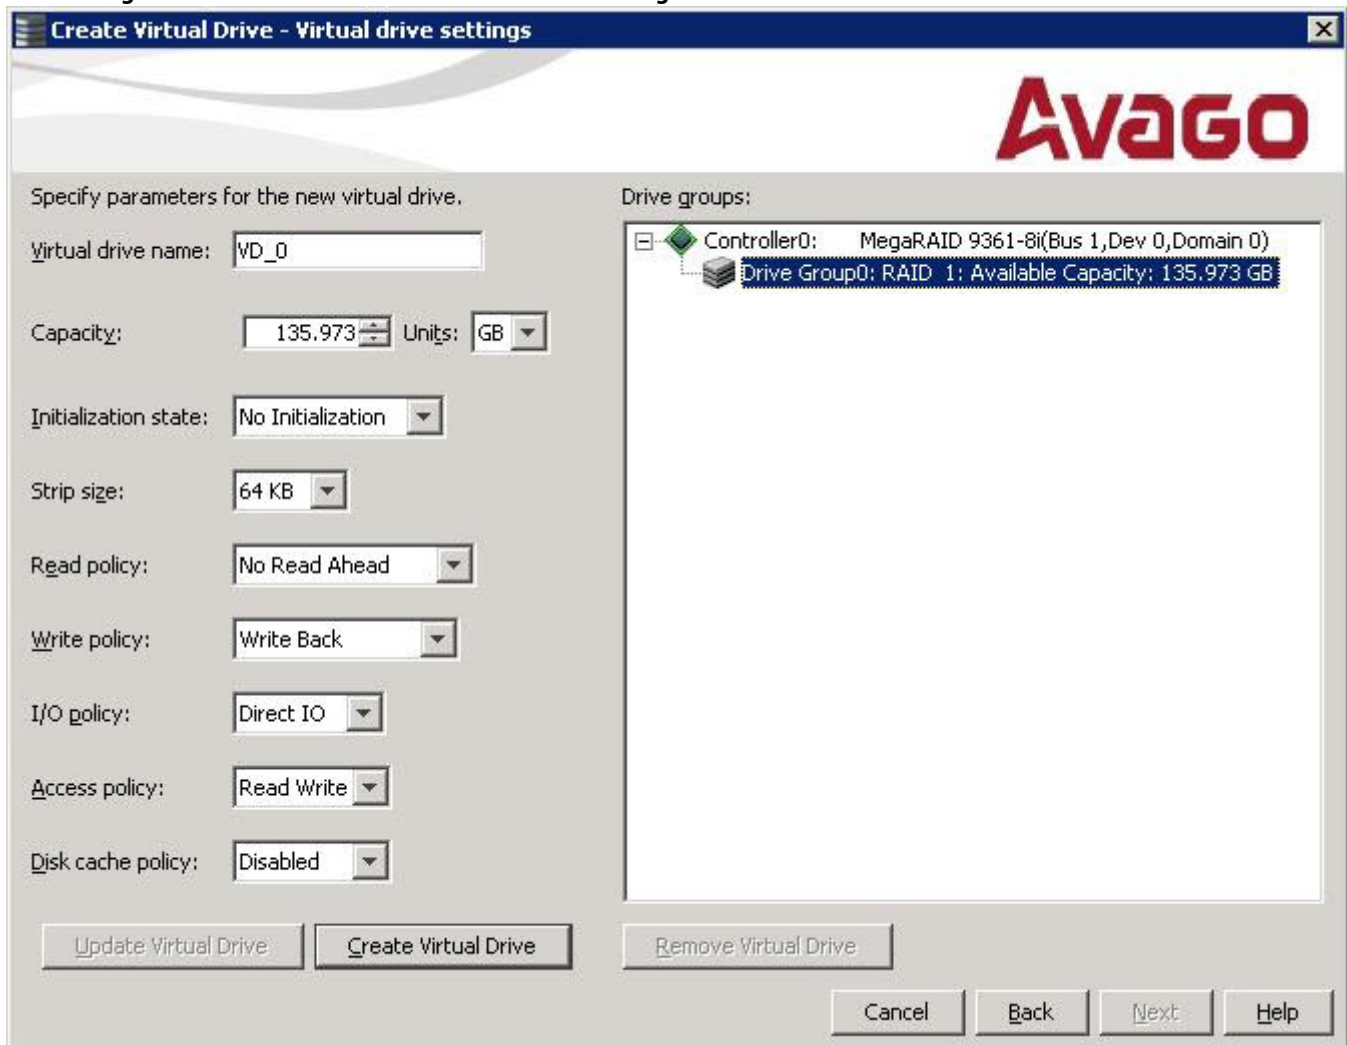 Create Virtual Drive - Virtual drive settings
AVAGO
Specify parameters for the new virtual drive.
Drive groups:
Virtual drive name: VD_0
Controller0: MegaRAID 9361-8i(Bus 1,Dev 0,Domain 0)
Drive Group0: RAID 1: Available Capacity: 135.973 GB
Capacity: 135.973 Units: GB
Initialization state: No Initialization
Strip size: 64 KB
Read policy: No Read Ahead
Write policy: Write Back
I/O policy: Direct IO
Access policy: Read Write
Disk cache policy: Disabled
Update Virtual Drive Create Virtual Drive Remove Virtual Drive
Cancel Back Next Help